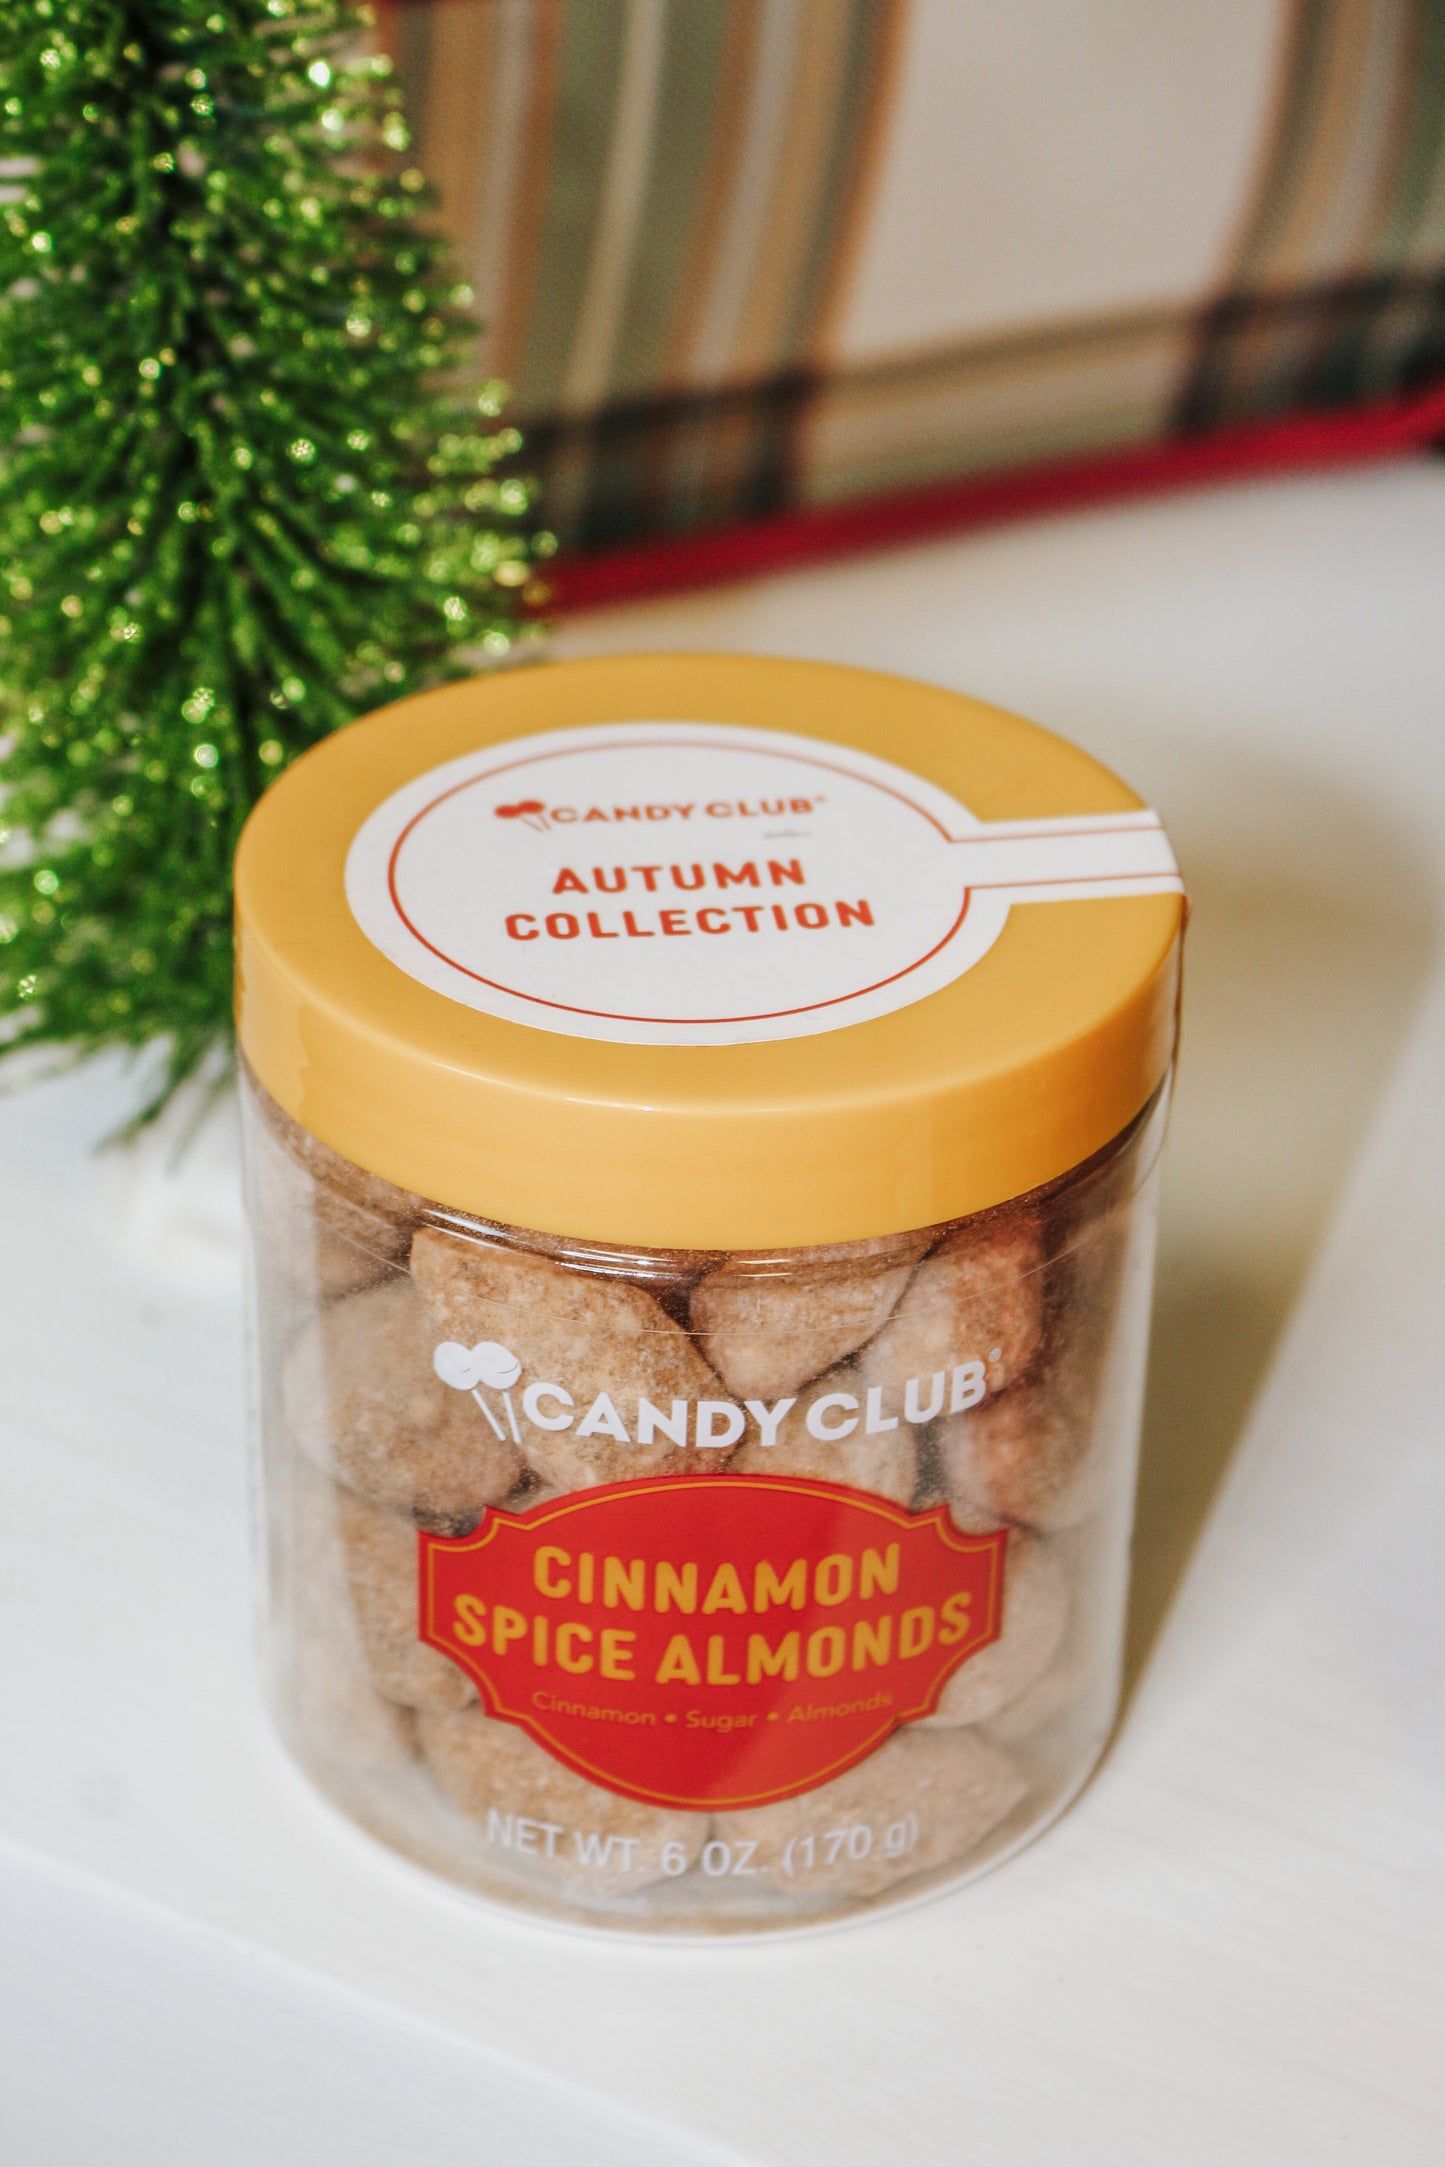 CANDY CLUB
AUTUMN
COLLECTION
CANDY CLUB®
CINNAMON
SPICE ALMONDS
Cinnamon • Sugar • Almonds
NET WT. 6 OZ. (170 g)